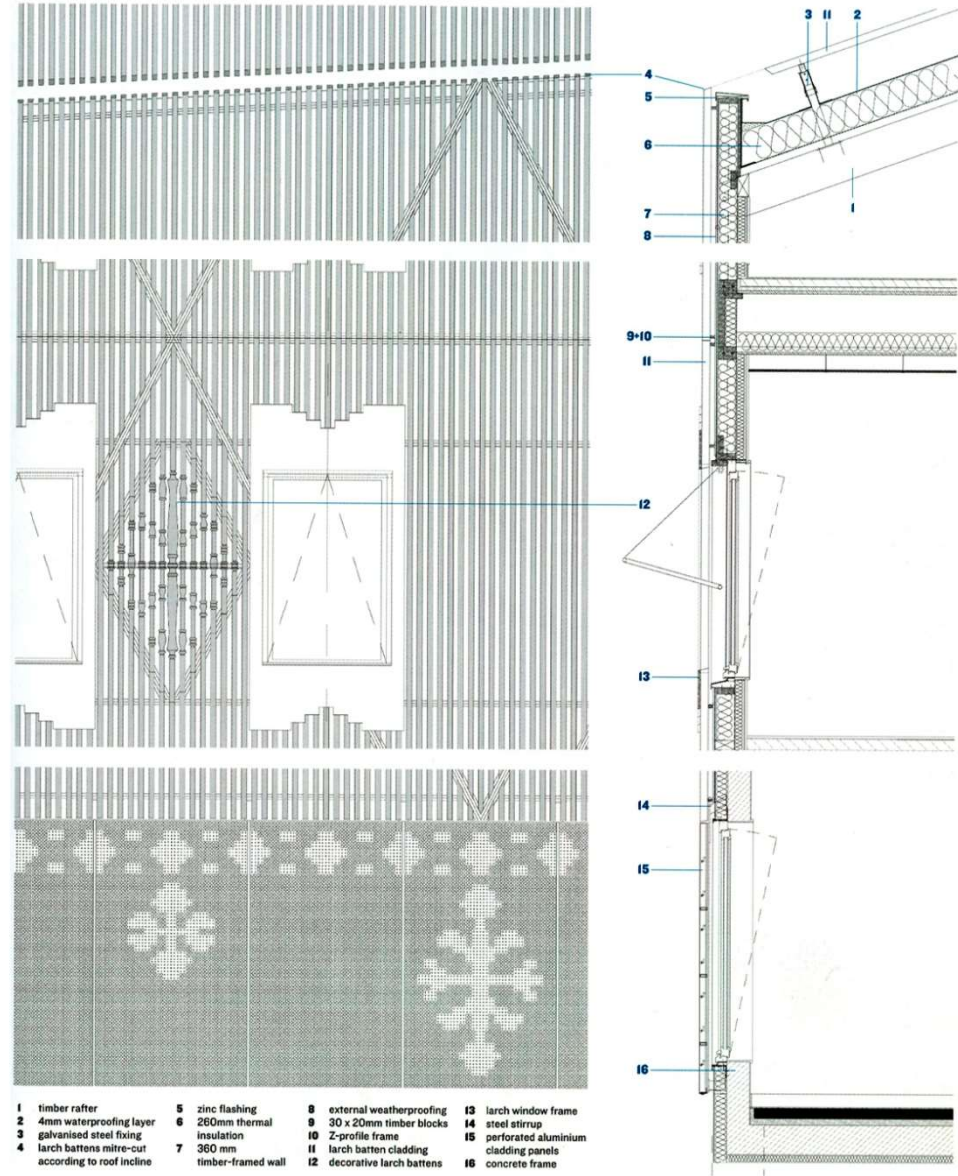 3 11 2
4
5
6
7
1
8
9+10
11
12
13
14
15
16
1 timber rafter
2 4mm waterproofing layer
3 galvanised steel fixing
4 larch battens mitre-cut
according to roof incline
5 zinc flashing
6 260mm thermal
insulation
7 360 mm
timber-framed wall
8 external weatherproofing
9 30 x 20mm timber blocks
10 Z-profile frame
11 larch batten cladding
12 decorative larch battens
13 larch window frame
14 steel stirrup
15 perforated aluminium
cladding panels
16 concrete frame